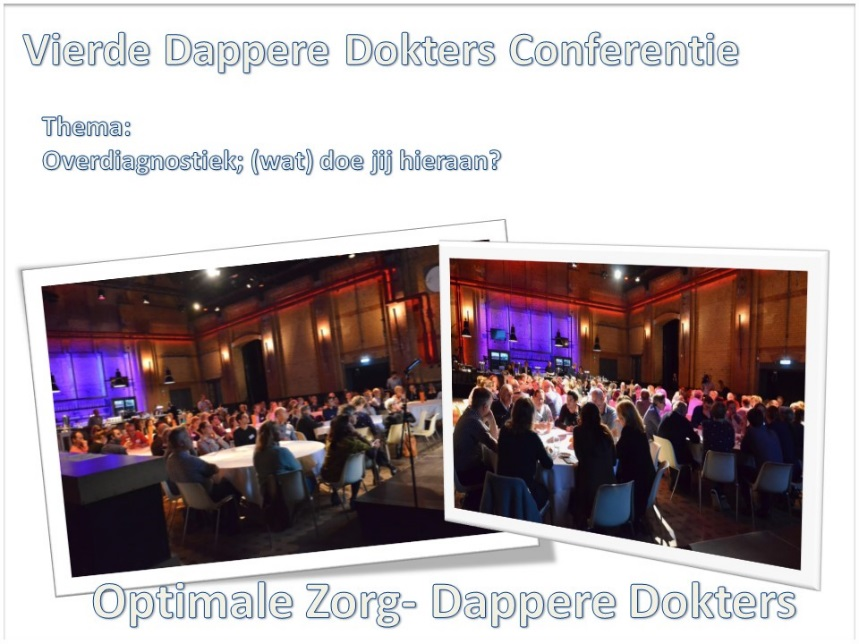 Vierde Dappere Dokters Conferentie
Thema:
Overdiagnostiek; (wat) doe jij hieraan?
Optimale Zorg- Dappere Dokters